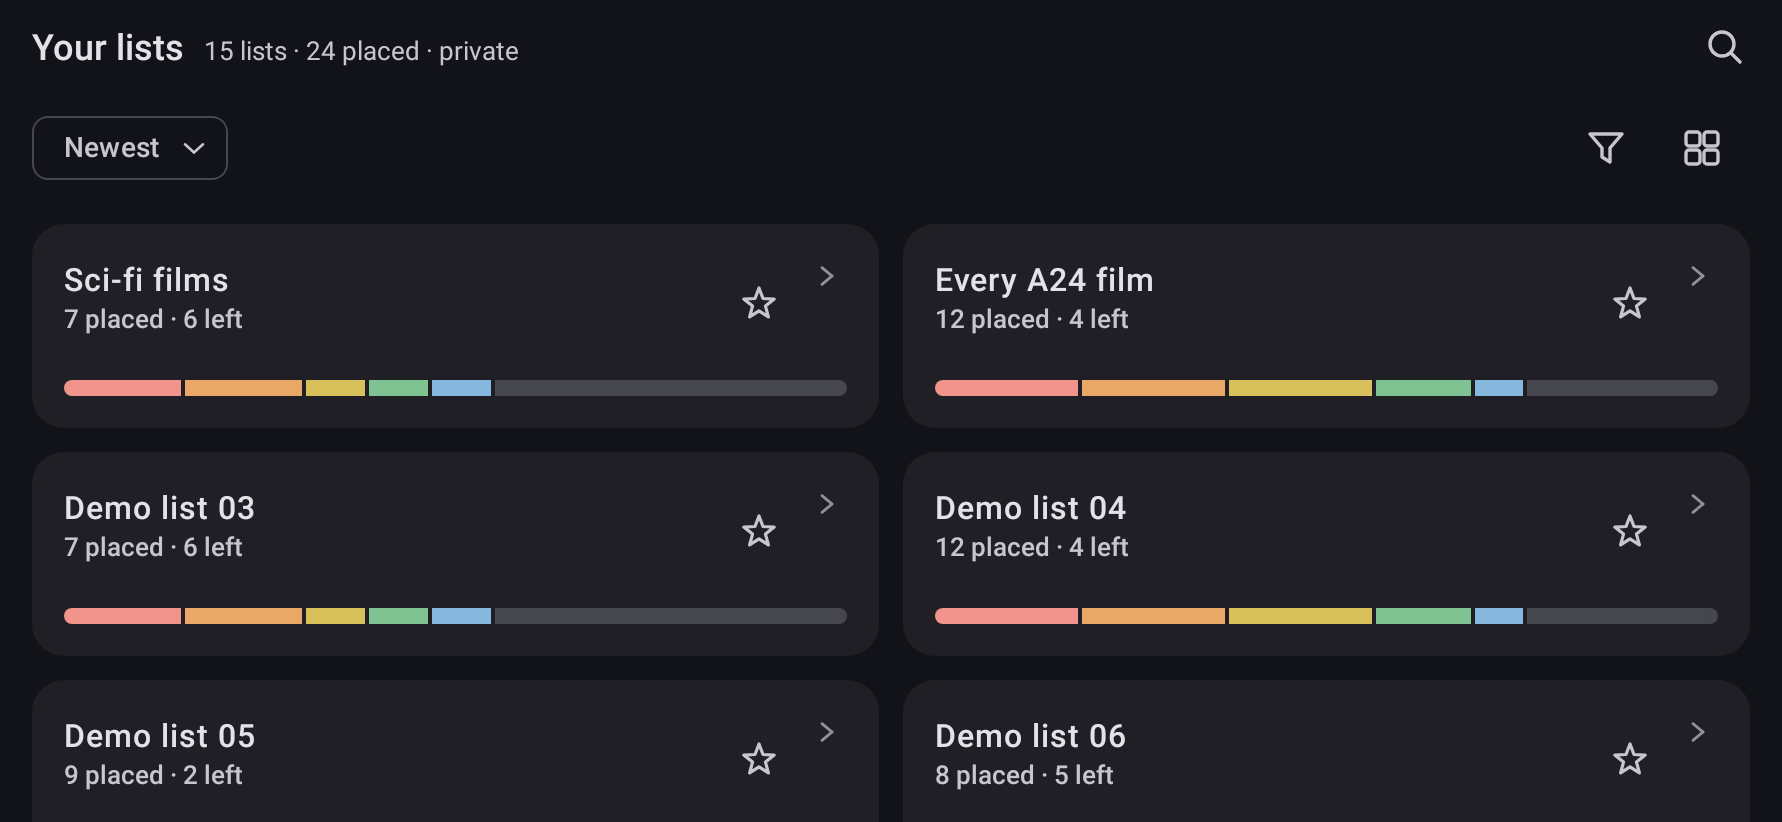 Your lists 15 lists · 24 placed · private
Newest
Sci-fi films
7 placed · 6 left
Every A24 film
12 placed · 4 left
Demo list 03
7 placed · 6 left
Demo list 04
12 placed · 4 left
Demo list 05
9 placed · 2 left
Demo list 06
8 placed · 5 left